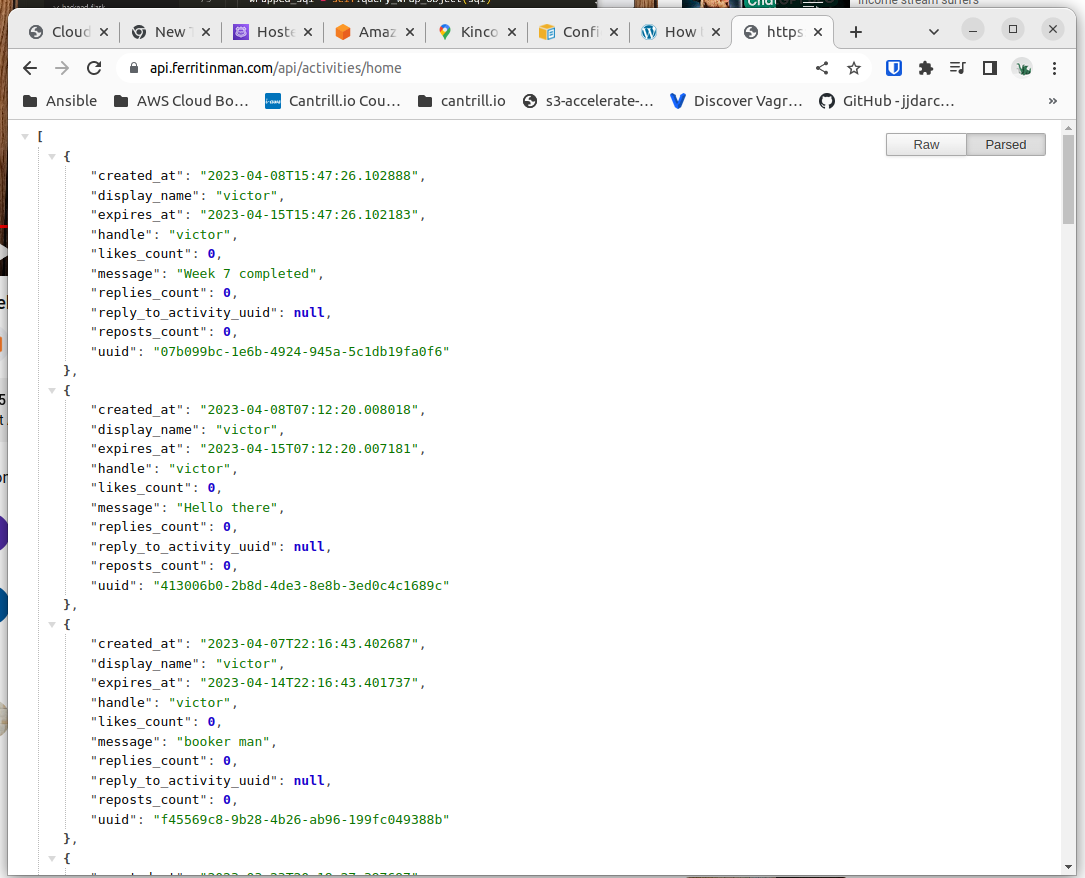 wrapped_sql = self.query_wrap_object(sql)
Income stream surfers
Cloud
New T
Hoste
Amaz
Kinco
Confi
How I
https
api.ferritinman.com/api/activities/home
Ansible
AWS Cloud Bo…
Cantrill.io Cou…
cantrill.io
s3-accelerate-…
Discover Vagr…
GitHub - jjdarc…
»
Raw
Parsed
[
{
"created_at": "2023-04-08T15:47:26.102888",
"display_name": "victor",
"expires_at": "2023-04-15T15:47:26.102183",
"handle": "victor",
"likes_count": 0,
"message": "Week 7 completed",
"replies_count": 0,
"reply_to_activity_uuid": null,
"reposts_count": 0,
"uuid": "07b099bc-1e6b-4924-945a-5c1db19fa0f6"
},
{
"created_at": "2023-04-08T07:12:20.008018",
"display_name": "victor",
"expires_at": "2023-04-15T07:12:20.007181",
"handle": "victor",
"likes_count": 0,
"message": "Hello there",
"replies_count": 0,
"reply_to_activity_uuid": null,
"reposts_count": 0,
"uuid": "413006b0-2b8d-4de3-8e8b-3ed0c4c1689c"
},
{
"created_at": "2023-04-07T22:16:43.402687",
"display_name": "victor",
"expires_at": "2023-04-14T22:16:43.401737",
"handle": "victor",
"likes_count": 0,
"message": "booker man",
"replies_count": 0,
"reply_to_activity_uuid": null,
"reposts_count": 0,
"uuid": "f45569c8-9b28-4b26-ab96-199fc049388b"
},
{